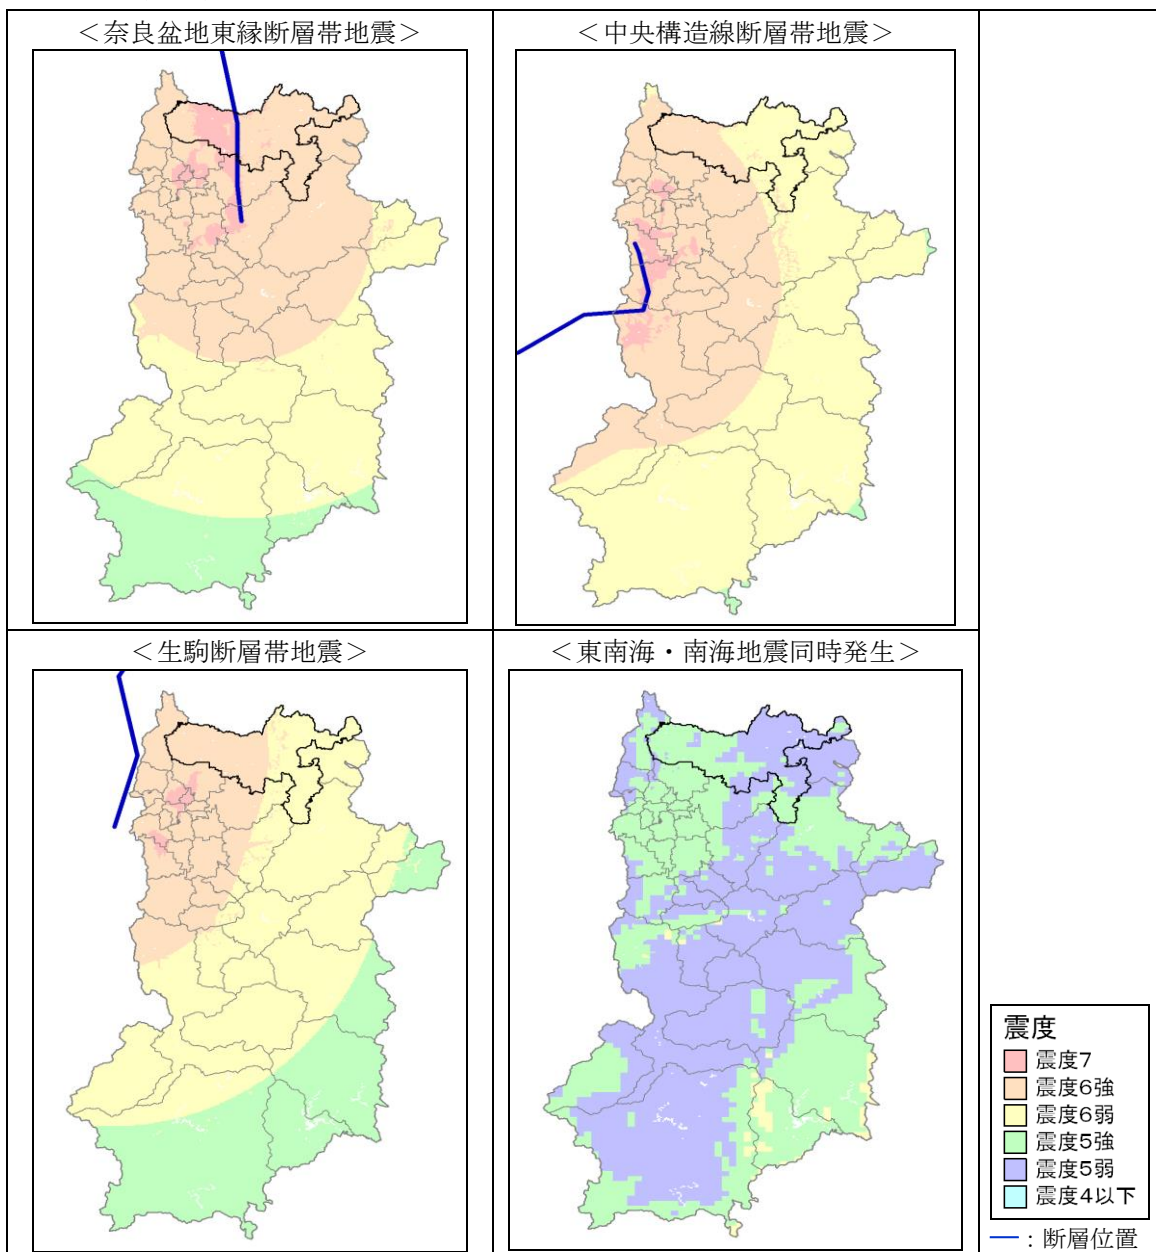 ＜奈良盆地東縁断層帯地震＞
＜中央構造線断層帯地震＞
＜生駒断層帯地震＞
＜東南海・南海地震同時発生＞
震度
震度7
震度6強
震度6弱
震度5強
震度5弱
震度4以下
：断層位置